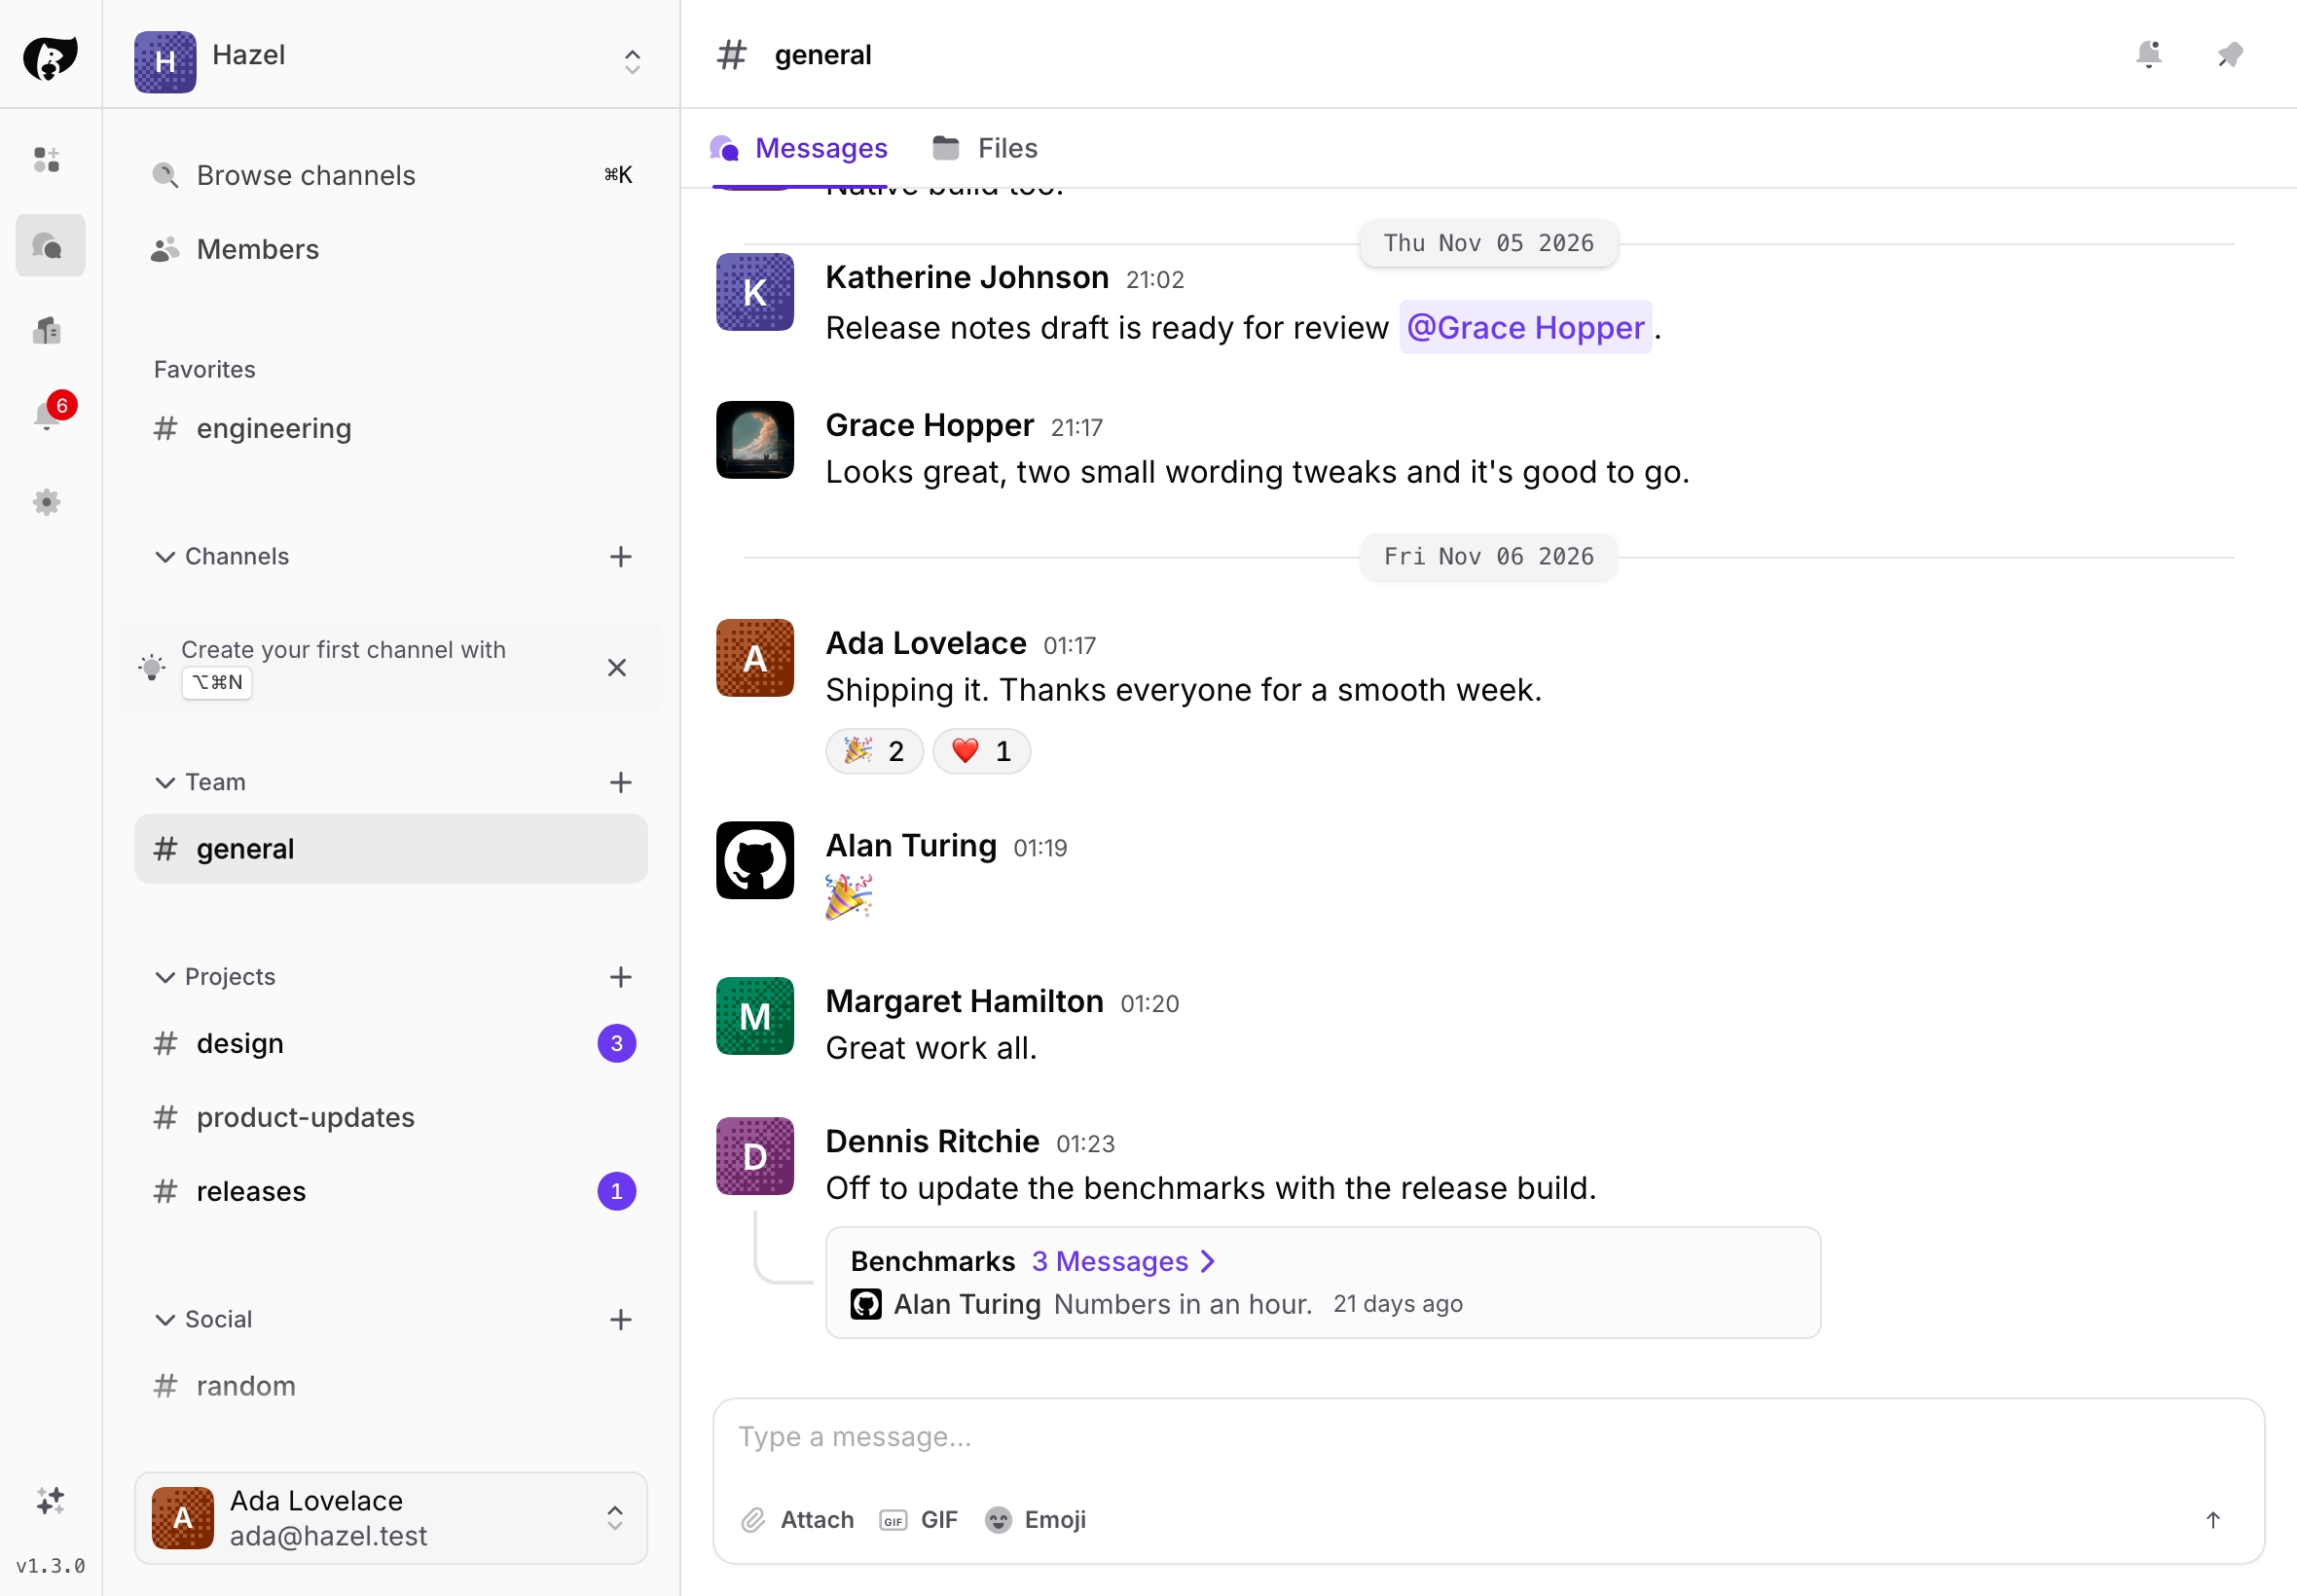 H Hazel
Browse channels ⌘K
Members
6
Favorites
# engineering
Channels
Create your first channel with
⌥⌘N
Team
# general
Projects
# design 3
# product-updates
# releases 1
Social
# random
A Ada Lovelace
ada@hazel.test
v1.3.0
# general
Messages Files
Native build too.
Thu Nov 05 2026
K Katherine Johnson 21:02
Release notes draft is ready for review @Grace Hopper.
Grace Hopper 21:17
Looks great, two small wording tweaks and it's good to go.
Fri Nov 06 2026
A Ada Lovelace 01:17
Shipping it. Thanks everyone for a smooth week.
🎉 2 ❤️ 1
Alan Turing 01:19
🎉
M Margaret Hamilton 01:20
Great work all.
D Dennis Ritchie 01:23
Off to update the benchmarks with the release build.
Benchmarks 3 Messages
Alan Turing Numbers in an hour. 21 days ago
Type a message...
Attach GIF GIF Emoji